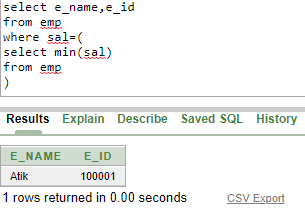 select e_name,e_id
from emp
where sal=(
select min(sal)
from emp
)
Results Explain Describe Saved SQL History
E_NAME E_ID
Atik 100001
1 rows returned in 0.00 seconds CSV Export